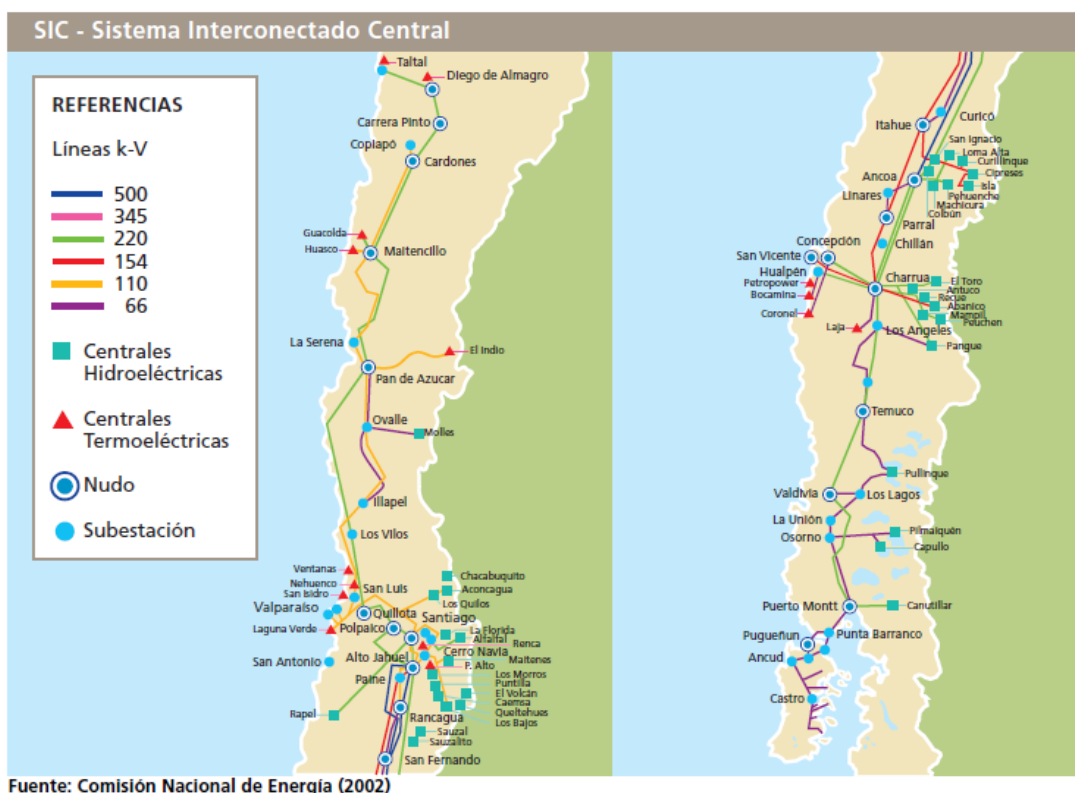 SIC - Sistema Interconectado Central
REFERENCIAS
Líneas k-V
500
345
220
154
110
66
Centrales
Hidroeléctricas
Centrales
Termoeléctricas
Nudo
Subestación
Taltal
Diego de Almagro
Carrera Pinto
Copiapó
Cardones
Guacolda
Huasco
Maitencillo
La Serena
El Indio
Pan de Azucar
Ovalle
Molles
Illapel
Los Vilos
Ventanas
Nehuenco
San Isidro
San Luis
Chacabuquito
Aconcagua
Los Quilos
Valparaíso
Quillota
Santiago
Laguna Verde
Polpaico
La Florida
Alfalfal
Renca
San Antonio
Alto Jahuel
Cerro Navia
Maitenes
P. Alto
Paine
Los Morros
Puntilla
El Volcán
Caemsa
Queltehues
Los Bajos
Rapel
Rancagua
Sauzal
Sauzalito
San Fernando
Curicó
Itahue
San Ignacio
Loma Alta
Curillinque
Cipreses
Ancoa
Isla
Pehuenche
Machicura
Colbún
Linares
Parral
Concepción
Chillán
San Vicente
Hualpén
Petropower
Bocamina
Coronel
Charrua
El Toro
Antuco
Rucue
Abanico
Mampil
Peuchen
Laja
Los Angeles
Pangue
Temuco
Pullinque
Valdivia
Los Lagos
La Unión
Osorno
Pilmaiquén
Capullo
Puerto Montt
Canutillar
Pugueñun
Punta Barranco
Ancud
Castro
Fuente: Comisión Nacional de Energía (2002)